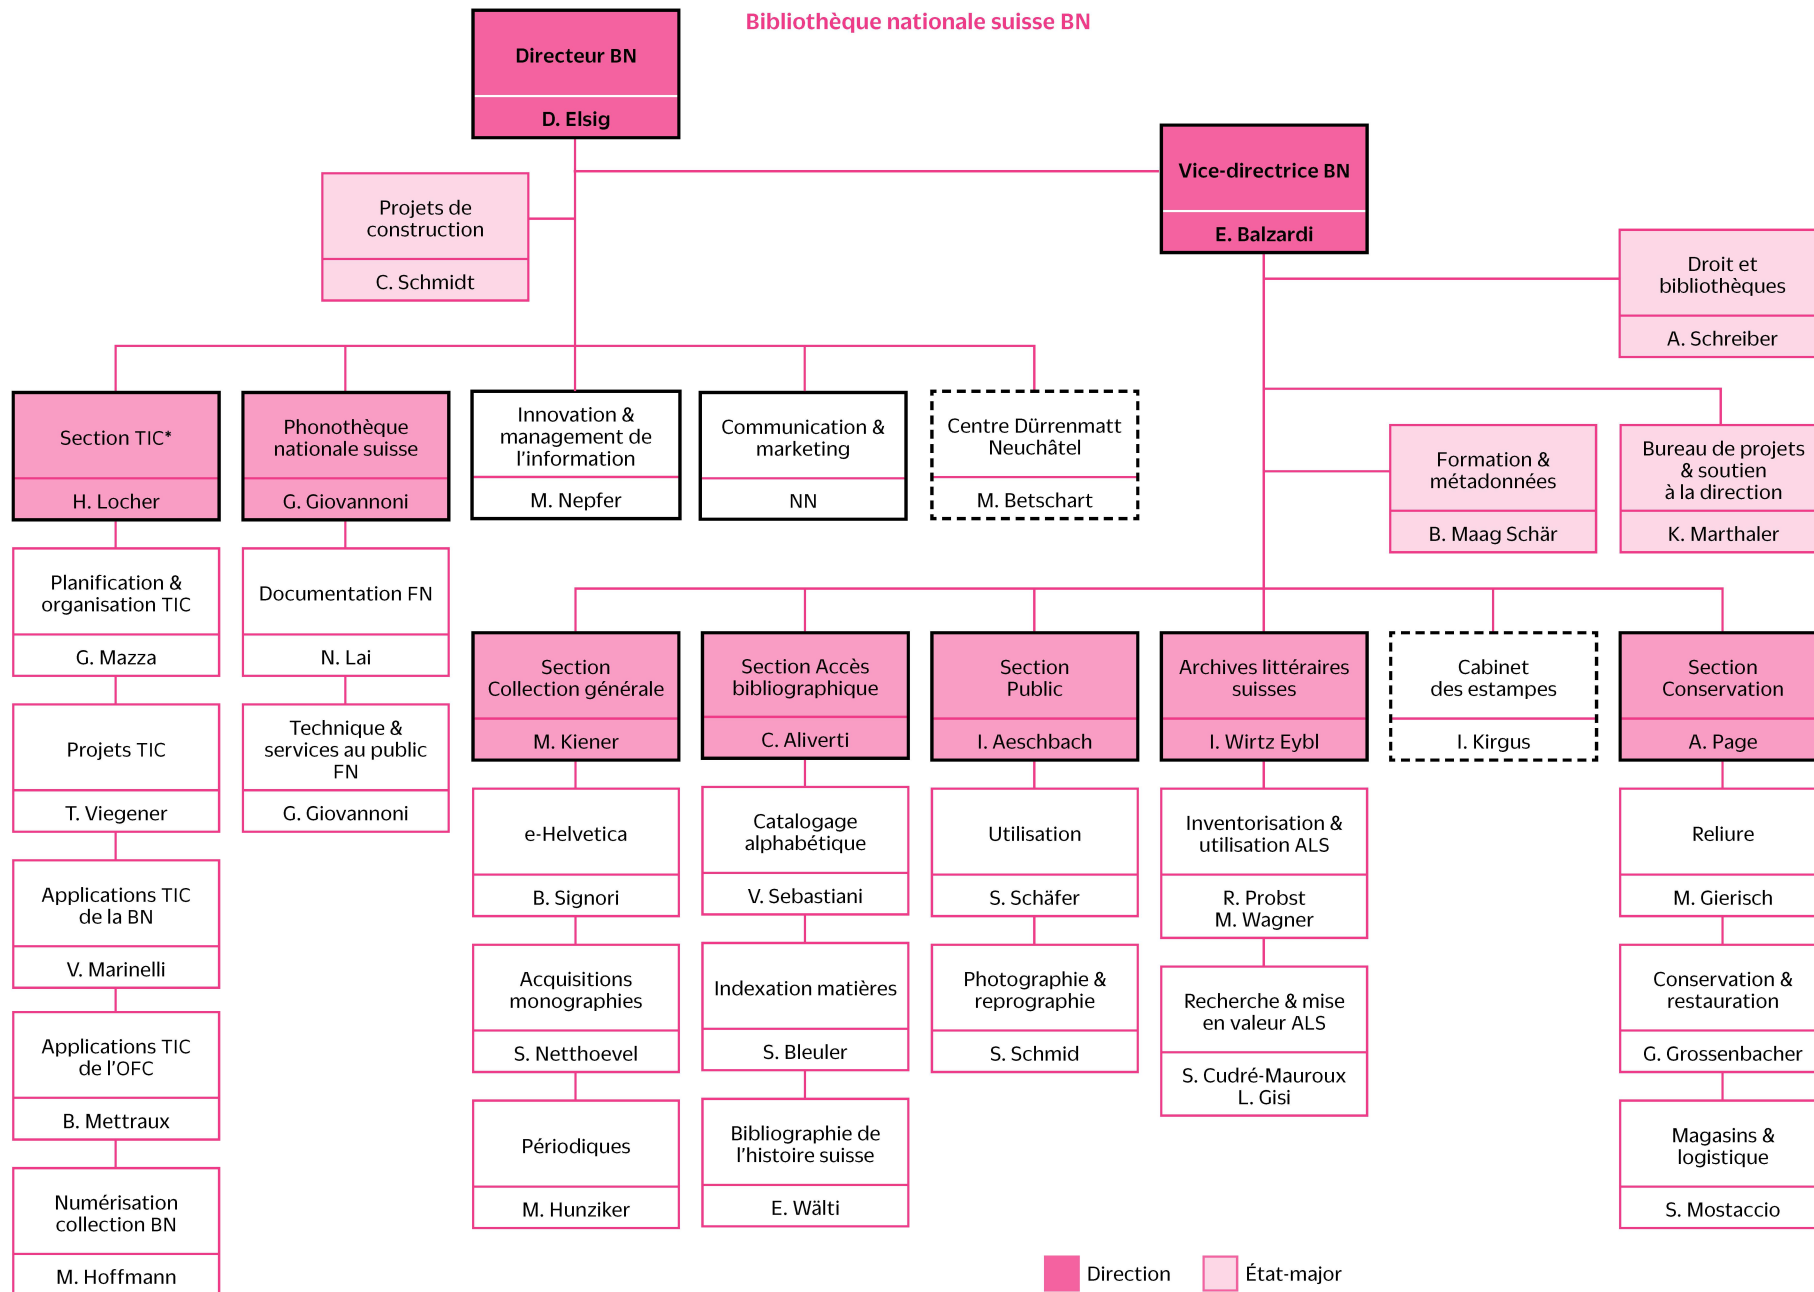 Bibliothèque nationale suisse BN
Directeur BN
D. Elsig
Vice-directrice BN
E. Balzardi
Projets de
construction
C. Schmidt
Droit et
bibliothèques
A. Schreiber
Section TIC*
H. Locher
Phonothèque
nationale suisse
G. Giovannoni
Innovation &
management de
l’information
M. Nepfer
Communication &
marketing
NN
Centre Dürrenmatt
Neuchâtel
M. Betschart
Formation &
métadonnées
B. Maag Schär
Bureau de projets
& soutien
à la direction
K. Marthaler
Planification &
organisation TIC
G. Mazza
Projets TIC
T. Viegener
Applications TIC
de la BN
V. Marinelli
Applications TIC
de l’OFC
B. Mettraux
Numérisation
collection BN
M. Hoffmann
Documentation FN
N. Lai
Technique &
services au public
FN
G. Giovannoni
Section
Collection générale
M. Kiener
e-Helvetica
B. Signori
Acquisitions
monographies
S. Netthoevel
Périodiques
M. Hunziker
Section Accès
bibliographique
C. Aliverti
Catalogage
alphabétique
V. Sebastiani
Indexation matières
S. Bleuler
Bibliographie de
l’histoire suisse
E. Wälti
Section
Public
I. Aeschbach
Utilisation
S. Schäfer
Photographie &
reprographie
S. Schmid
Archives littéraires
suisses
I. Wirtz Eybl
Inventorisation &
utilisation ALS
R. Probst
M. Wagner
Recherche & mise
en valeur ALS
S. Cudré-Mauroux
L. Gisi
Cabinet
des estampes
I. Kirgus
Section
Conservation
A. Page
Reliure
M. Gierisch
Conservation &
restauration
G. Grossenbacher
Magasins &
logistique
S. Mostaccio
Direction
État-major